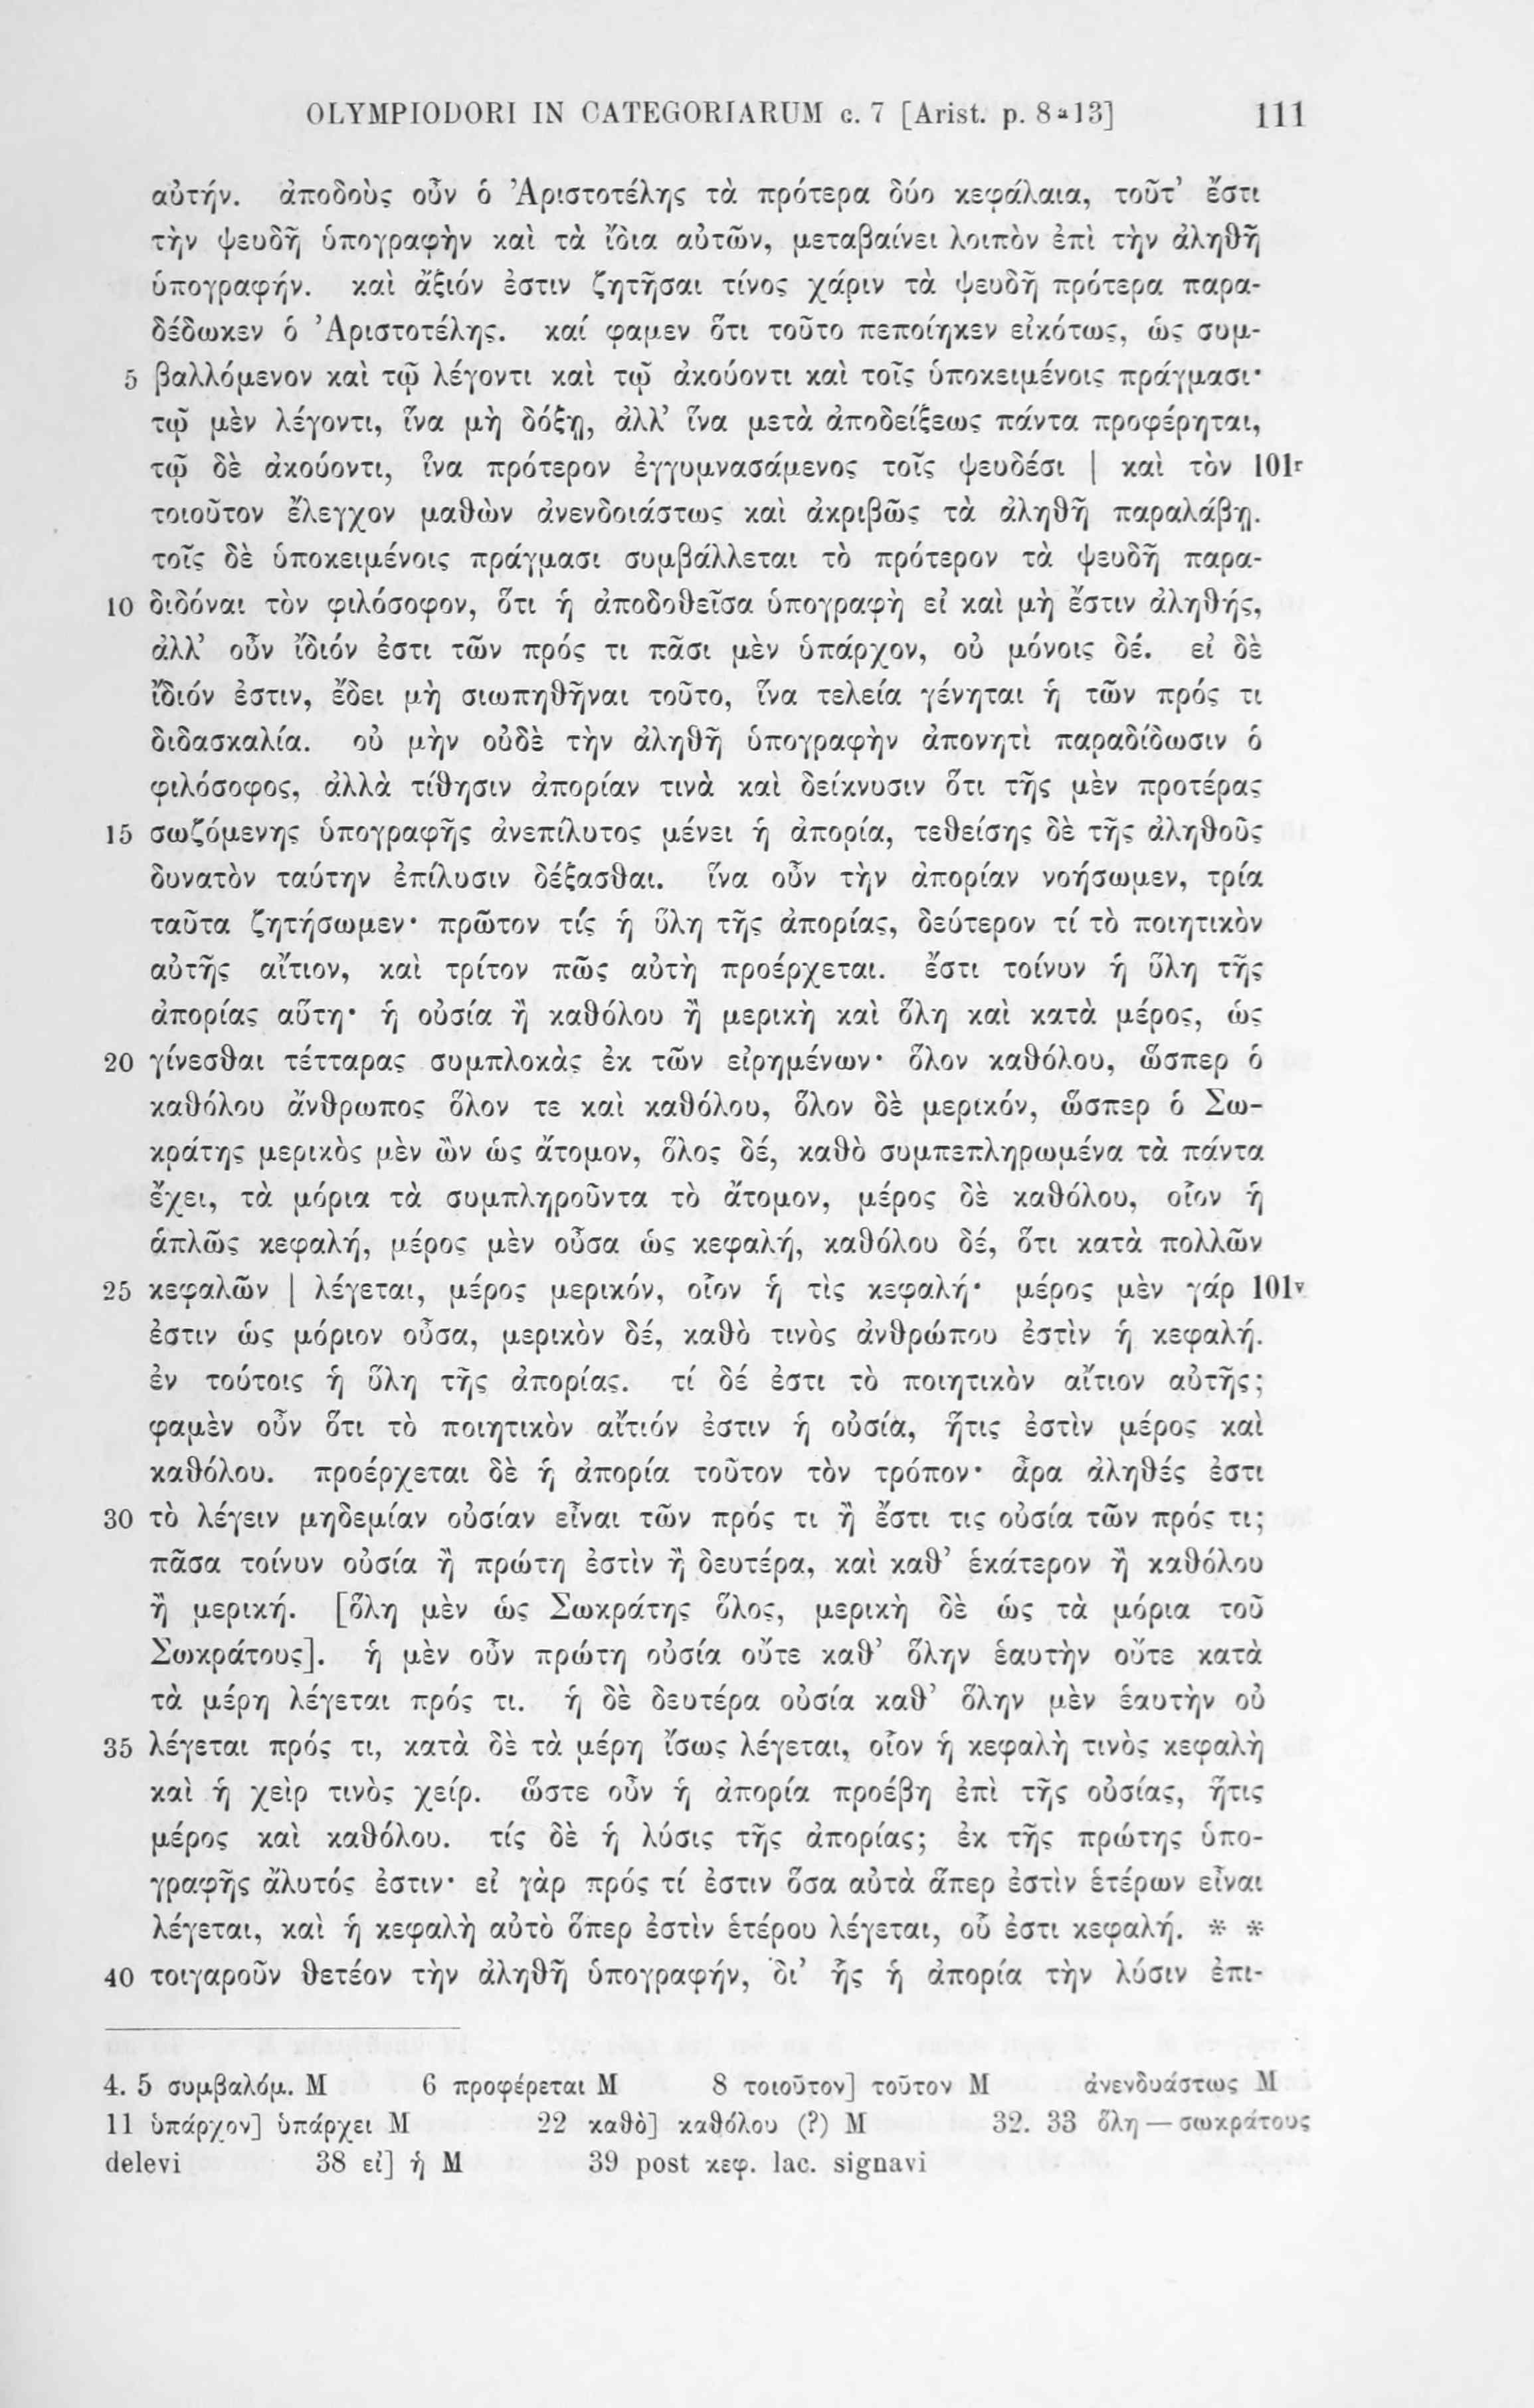 OLYMPIODORI IN CATEGORIARUM c. 7 [Arist. p. 8ᵃ13] 111
αὐτήν. ἀποδοὺς οὖν ὁ Ἀριστοτέλης τὰ πρότερα δύο κεφάλαια, τοῦτ’ ἔστι
τὴν ψευδῆ ὑπογραφὴν καὶ τὰ ἴδια αὐτῶν, μεταβαίνει λοιπὸν ἐπὶ τὴν ἀληθῆ
ὑπογραφήν. καὶ ἄξιόν ἐστιν ζητῆσαι τίνος χάριν τὰ ψευδῆ πρότερα παρα-
δέδωκεν ὁ Ἀριστοτέλης. καί φαμεν ὅτι τοῦτο πεποίηκεν εἰκότως, ὡς συμ-
5 βαλλόμενον καὶ τῷ λέγοντι καὶ τῷ ἀκούοντι καὶ τοῖς ὑποκειμένοις πράγμασι·
τῷ μὲν λέγοντι, ἵνα μὴ δόξῃ, ἀλλ’ ἵνα μετὰ ἀποδείξεως πάντα προφέρηται,
τῷ δὲ ἀκούοντι, ἵνα πρότερον ἐγγυμνασάμενος τοῖς ψευδέσι | καὶ τὸν 101ʳ
τοιοῦτον ἔλεγχον μαθὼν ἀνενδοιάστως καὶ ἀκριβῶς τὰ ἀληθῆ παραλάβῃ.
τοῖς δὲ ὑποκειμένοις πράγμασι συμβάλλεται τὸ πρότερον τὰ ψευδῆ παρα-
10 διδόναι τὸν φιλόσοφον, ὅτι ἡ ἀποδοθεῖσα ὑπογραφὴ εἰ καὶ μὴ ἔστιν ἀληθής,
ἀλλ’ οὖν ἴδιόν ἐστι τῶν πρός τι πᾶσι μὲν ὑπάρχον, οὐ μόνοις δέ. εἰ δὲ
ἴδιόν ἐστιν, ἔδει μὴ σιωπηθῆναι τοῦτο, ἵνα τελεία γένηται ἡ τῶν πρός τι
διδασκαλία. οὐ μὴν οὐδὲ τὴν ἀληθῆ ὑπογραφὴν ἀπονητὶ παραδίδωσιν ὁ
φιλόσοφος, ἀλλὰ τίθησιν ἀπορίαν τινὰ καὶ δείκνυσιν ὅτι τῆς μὲν προτέρας
15 σωζόμενης ὑπογραφῆς ἀνεπίλυτος μένει ἡ ἀπορία, τεθείσης δὲ τῆς ἀληθοῦς
δυνατὸν ταύτην ἐπίλυσιν δέξασθαι. ἵνα οὖν τὴν ἀπορίαν νοήσωμεν, τρία
ταῦτα ζητήσωμεν· πρῶτον τίς ἡ ὕλη τῆς ἀπορίας, δεύτερον τί τὸ ποιητικὸν
αὐτῆς αἴτιον, καὶ τρίτον πῶς αὐτὴ προέρχεται. ἔστι τοίνυν ἡ ὕλη τῆς
ἀπορίας αὕτη· ἡ οὐσία ἢ καθόλου ἢ μερικὴ καὶ ὅλη καὶ κατὰ μέρος, ὡς
20 γίνεσθαι τέτταρας συμπλοκὰς ἐκ τῶν εἰρημένων· ὅλον καθόλου, ὥσπερ ὁ
καθόλου ἄνθρωπος ὅλον τε καὶ καθόλου, ὅλον δὲ μερικόν, ὥσπερ ὁ Σω-
κράτης μερικὸς μὲν ὢν ὡς ἄτομον, ὅλος δέ, καθὸ συμπεπληρωμένα τὰ πάντα
ἔχει, τὰ μόρια τὰ συμπληροῦντα τὸ ἄτομον, μέρος δὲ καθόλου, οἷον ἡ
ἁπλῶς κεφαλή, μέρος μὲν οὖσα ὡς κεφαλή, καθόλου δέ, ὅτι κατὰ πολλῶν
25 κεφαλῶν | λέγεται, μέρος μερικόν, οἷον ἡ τὶς κεφαλή· μέρος μὲν γάρ 101ᵛ
ἐστιν ὡς μόριον οὖσα, μερικὸν δέ, καθὸ τινὸς ἀνθρώπου ἐστὶν ἡ κεφαλή.
ἐν τούτοις ἡ ὕλη τῆς ἀπορίας. τί δέ ἐστι τὸ ποιητικὸν αἴτιον αὐτῆς;
φαμὲν οὖν ὅτι τὸ ποιητικὸν αἴτιόν ἐστιν ἡ οὐσία, ἥτις ἐστὶν μέρος καὶ
καθόλου. προέρχεται δὲ ἡ ἀπορία τοῦτον τὸν τρόπον· ἆρα ἀληθές ἐστι
30 τὸ λέγειν μηδεμίαν οὐσίαν εἶναι τῶν πρός τι ἢ ἔστι τις οὐσία τῶν πρός τι;
πᾶσα τοίνυν οὐσία ἢ πρώτη ἐστὶν ἢ δευτέρα, καὶ καθ’ ἑκάτερον ἢ καθόλου
ἢ μερική. [ὅλη μὲν ὡς Σωκράτης ὅλος, μερικὴ δὲ ὡς τὰ μόρια τοῦ
Σωκράτους]. ἡ μὲν οὖν πρώτη οὐσία οὔτε καθ’ ὅλην ἑαυτὴν οὔτε κατὰ
τὰ μέρη λέγεται πρός τι. ἡ δὲ δευτέρα οὐσία καθ’ ὅλην μὲν ἑαυτὴν οὐ
35 λέγεται πρός τι, κατὰ δὲ τὰ μέρη ἴσως λέγεται, οἷον ἡ κεφαλὴ τινὸς κεφαλὴ
καὶ ἡ χεὶρ τινὸς χείρ. ὥστε οὖν ἡ ἀπορία προέβη ἐπὶ τῆς οὐσίας, ἥτις
μέρος καὶ καθόλου. τίς δὲ ἡ λύσις τῆς ἀπορίας; ἐκ τῆς πρώτης ὑπο-
γραφῆς ἄλυτός ἐστιν· εἰ γὰρ πρός τί ἐστιν ὅσα αὐτὰ ἅπερ ἐστὶν ἑτέρων εἶναι
λέγεται, καὶ ἡ κεφαλὴ αὐτὸ ὅπερ ἐστὶν ἑτέρου λέγεται, οὗ ἐστι κεφαλή. * *
40 τοιγαροῦν θετέον τὴν ἀληθῆ ὑπογραφήν, δι’ ἧς ἡ ἀπορία τὴν λύσιν ἐπι-
4. 5 συμβαλόμ. M 6 προφέρεται M 8 τοιοῦτον] τοῦτον M ἀνενδυάστως M
11 ὑπάρχον] ὑπάρχει M 22 καθὸ] καθόλου (?) M 32. 33 ὅλη — σωκράτους
delevi 38 εἰ] ἡ M 39 post κεφ. lac. signavi